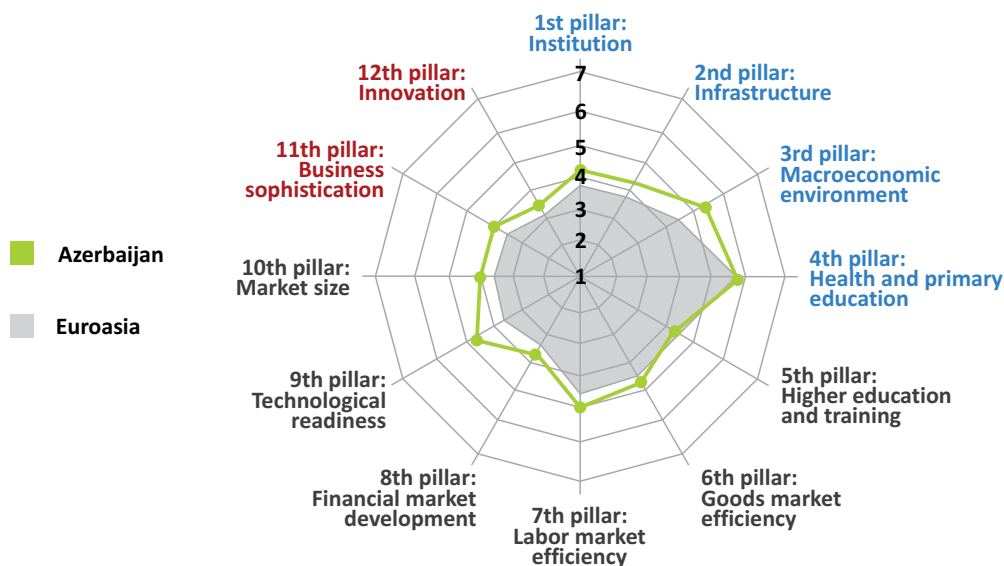 1st pillar:
Institution
2nd pillar:
Infrastructure
3rd pillar:
Macroeconomic
environment
4th pillar:
Health and primary
education
5th pillar:
Higher education
and training
6th pillar:
Goods market
efficiency
7th pillar:
Labor market
efficiency
8th pillar:
Financial market
development
9th pillar:
Technological
readiness
10th pillar:
Market size
11th pillar:
Business
sophistication
12th pillar:
Innovation
7
6
5
4
3
2
1
Azerbaijan
Euroasia